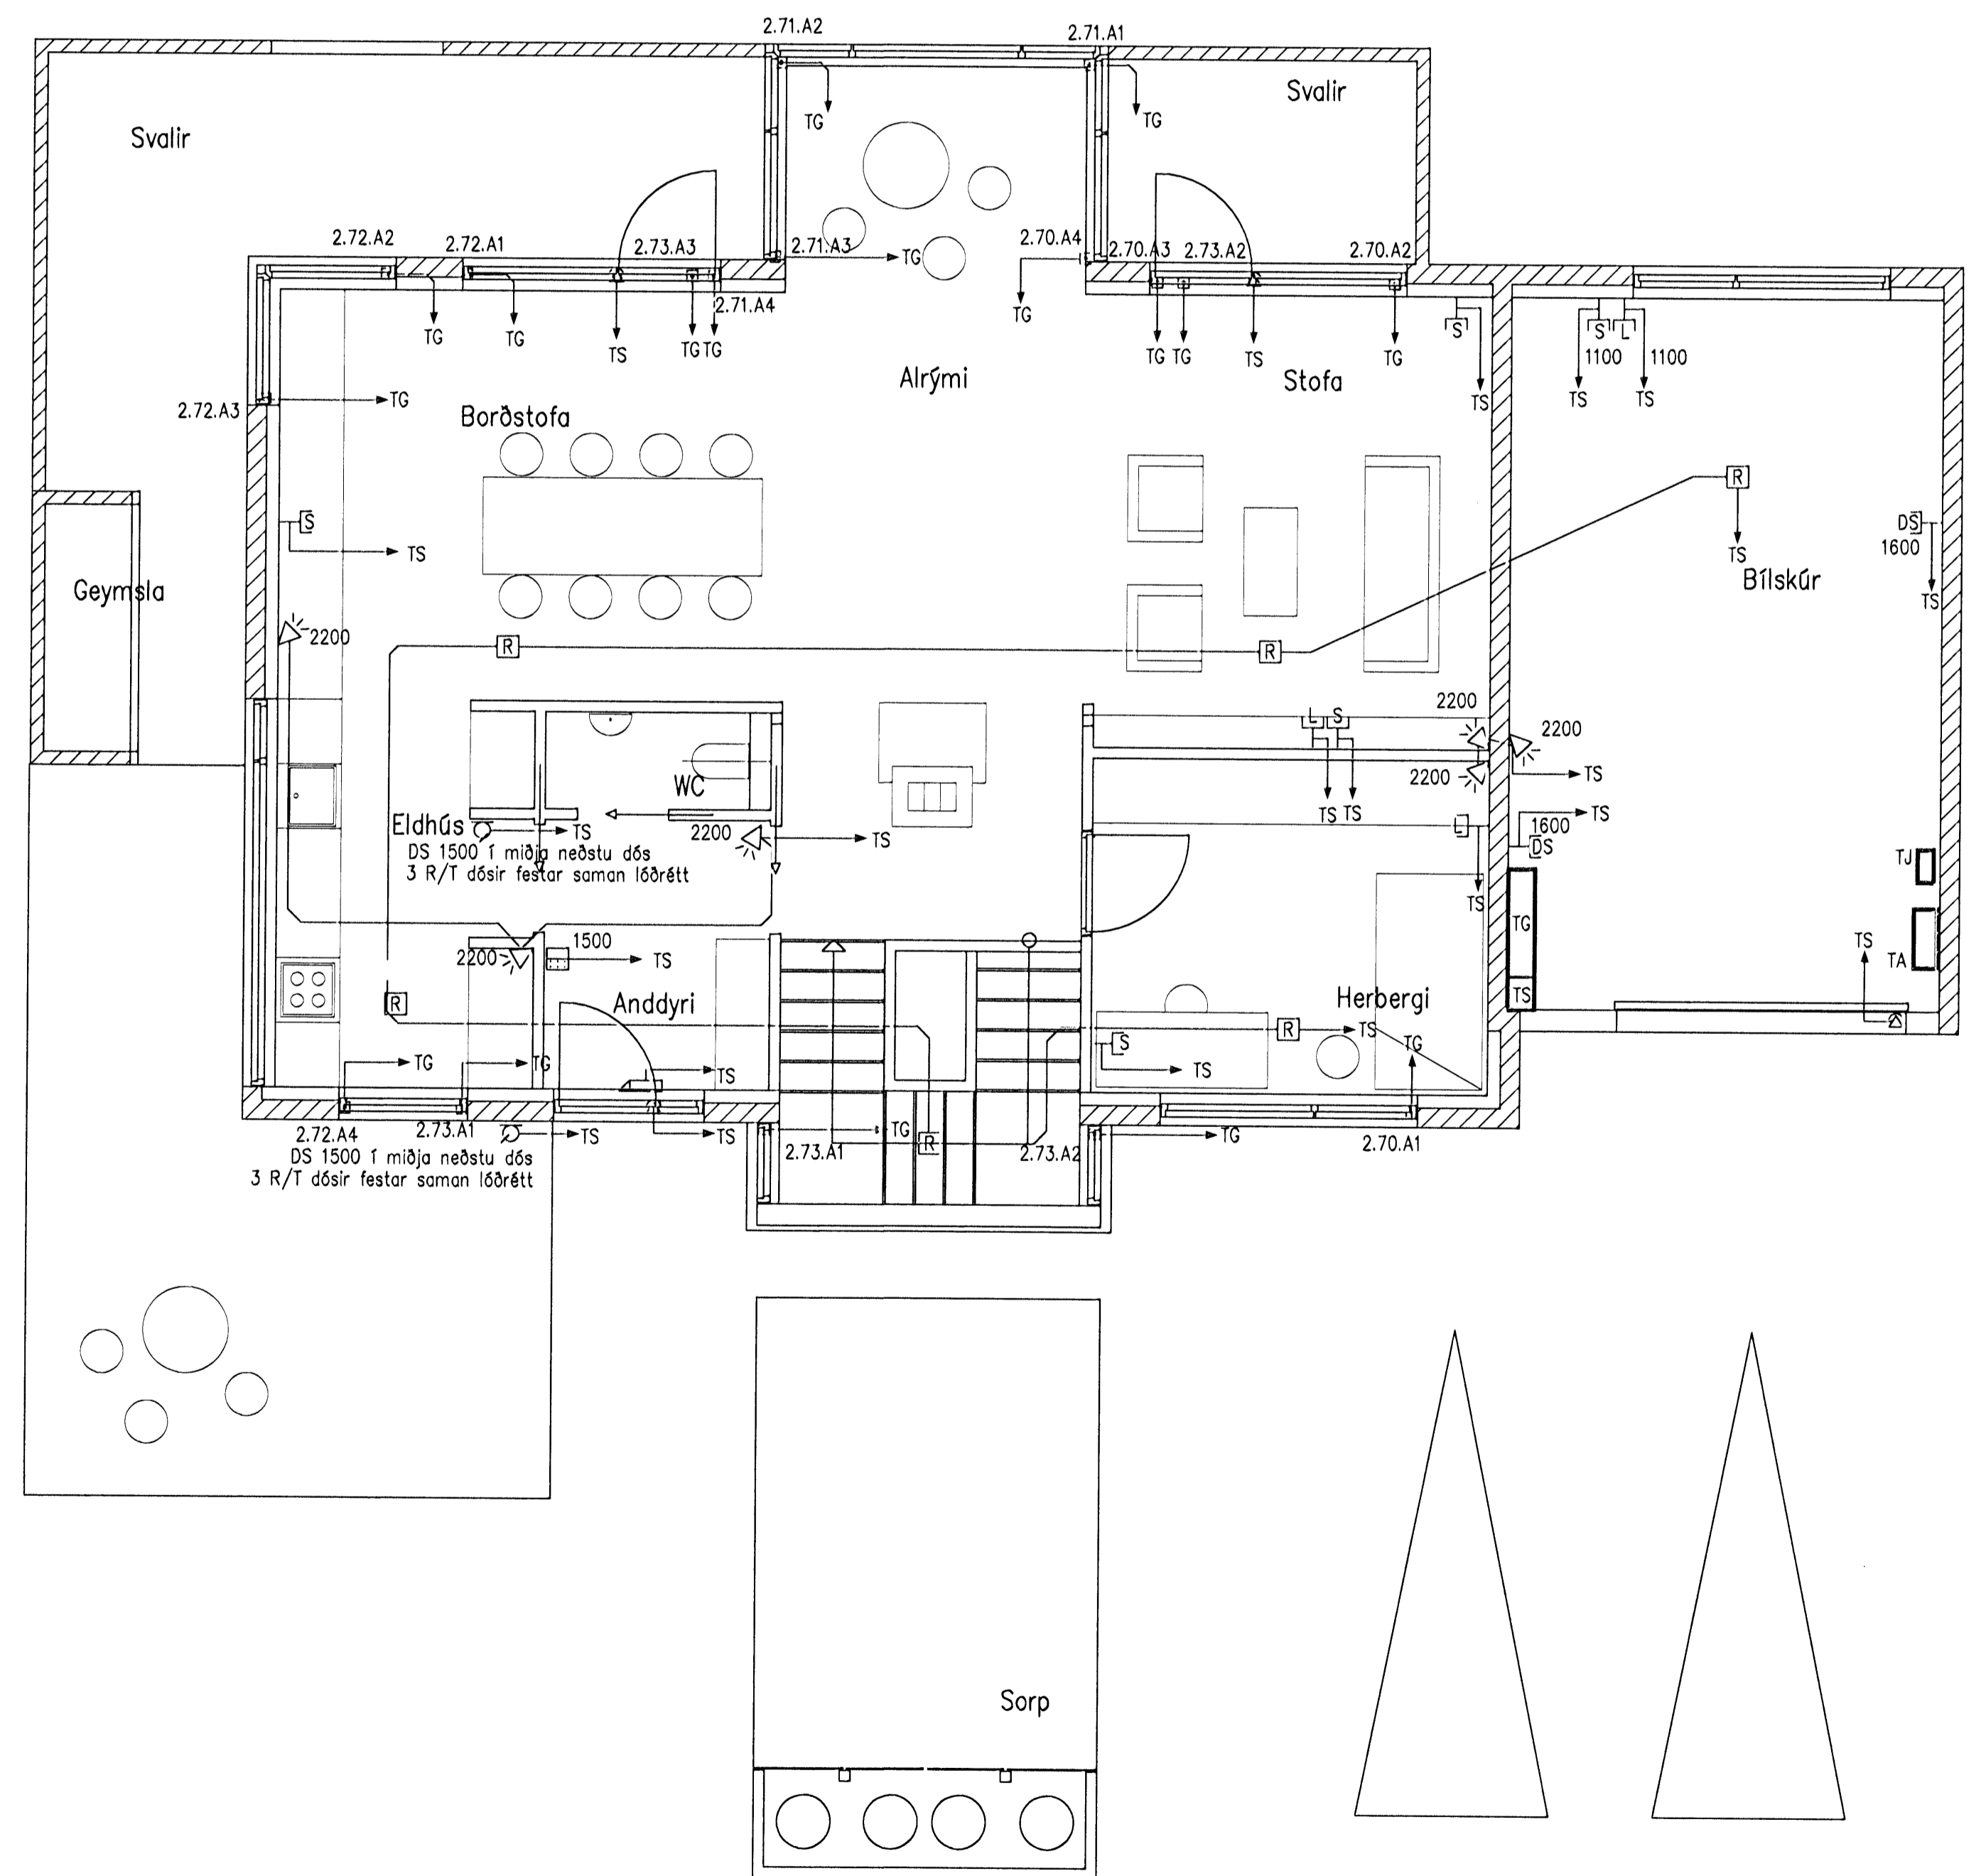 2.71.A2
2.71.A1
Svalir
Svalir
TG
TG
2.72.A2
2.72.A1
2.73.A3
2.71.A3
TG
2.70.A4
2.70.A3
2.73.A2
2.70.A2
2.71.A4
TG
TG
TG
TS
TG TG
TG TG
TS
TG
S
S
L
1100
1100
TS
TS
TS
Alrými
Stofa
2.72.A3
TG
Borðstofa
R
S
TS
DS
1600
TS
TS
Bílskúr
Geymsla
2200
R
R
2200
L
S
2200
2200
TS
WC
TS
TS
TS
Eldhús
TS
2200
TS
L
1600
DS
DS 1500 í miðja neðstu dós
3 R/T dósir festar saman lóðrétt
TJ
TS
TG
1500
TS
2200
TS
TA
R
Anddyri
Herbergi
TS
R
TS
S
TG
TG
TG
TS
TS
2.72.A4
2.73.A1
TS
TS
2.73.A1
TG
R
2.73.A2
TG
2.70.A1
DS 1500 í miðja neðstu dós
3 R/T dósir festar saman lóðrétt
Sorp